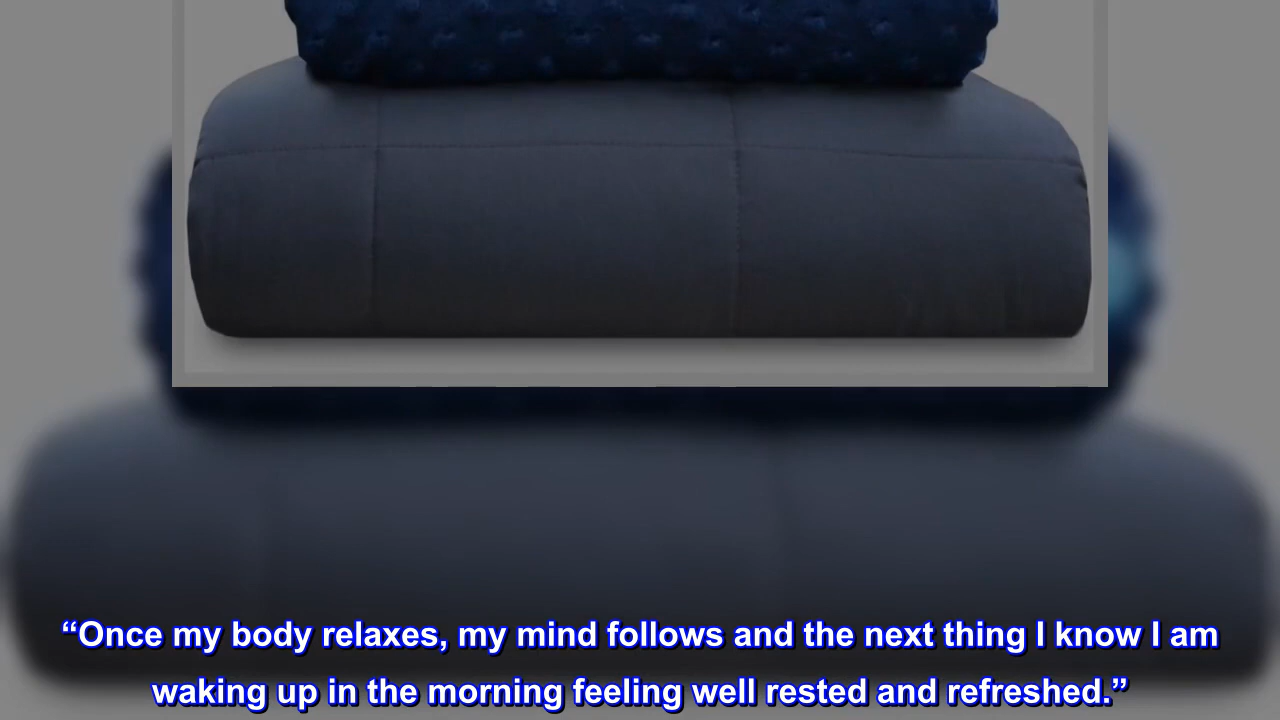 “Once my body relaxes, my mind follows and the next thing I know I am
waking up in the morning feeling well rested and refreshed.”